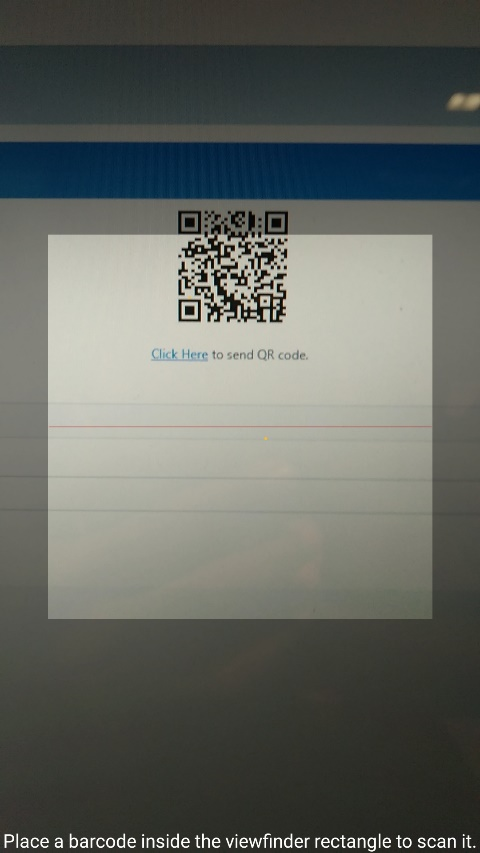 Click Here to send QR code.
Place a barcode inside the viewfinder rectangle to scan it.